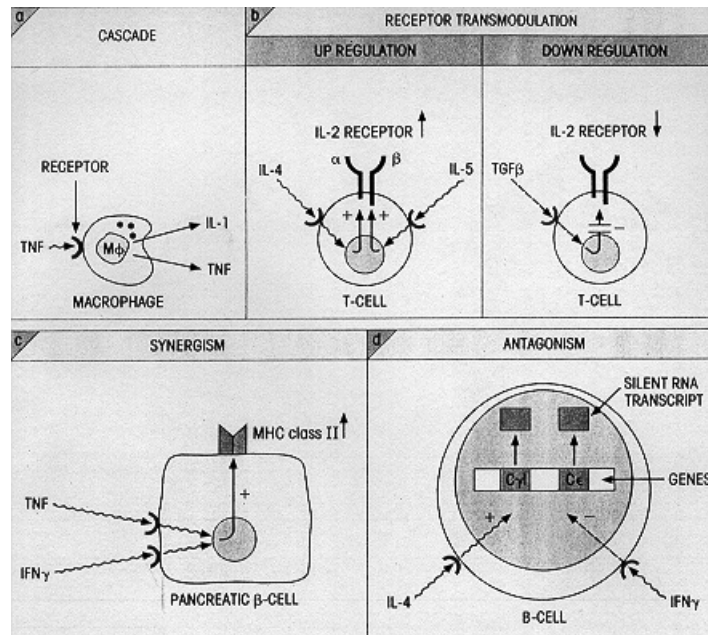 a
CASCADE
RECEPTOR
TNF
Mϕ
IL-1
TNF
MACROPHAGE
b
RECEPTOR TRANSMODULATION
UP REGULATION
DOWN REGULATION
IL-2 RECEPTOR ↑
α
β
IL-4
IL-5
+
+
T-CELL
IL-2 RECEPTOR ↓
TGFβ
−
T-CELL
c
SYNERGISM
MHC class II ↑
TNF
+
IFNγ
PANCREATIC β-CELL
d
ANTAGONISM
SILENT RNA
TRANSCRIPT
CγI
Cε
GENES
+
−
IL-4
IFNγ
B-CELL